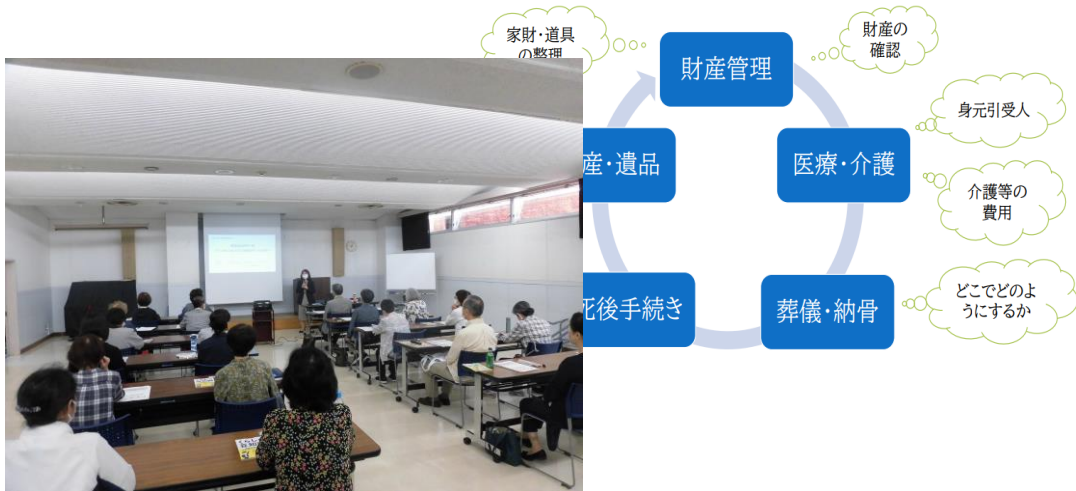 家財・道具
の整理
財産管理
財産の
確認
身元引受人
産・遺品
医療・介護
介護等の
費用
死後手続き
葬儀・納骨
どこでどのよ
うにするか